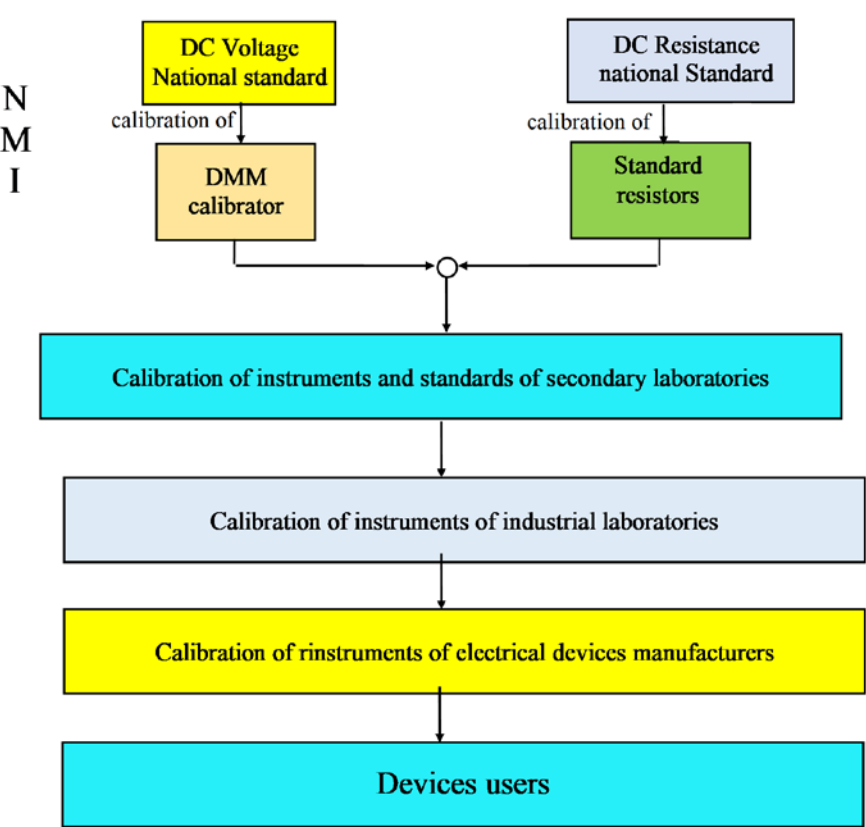 DC Voltage
National standard
DC Resistance
national Standard
N
M
I
calibration of
calibration of
DMM
calibrator
Standard
resistors
Calibration of instruments and standards of secondary laboratories
Calibration of instruments of industrial laboratories
Calibration of rinstruments of electrical devices manufacturers
Devices users